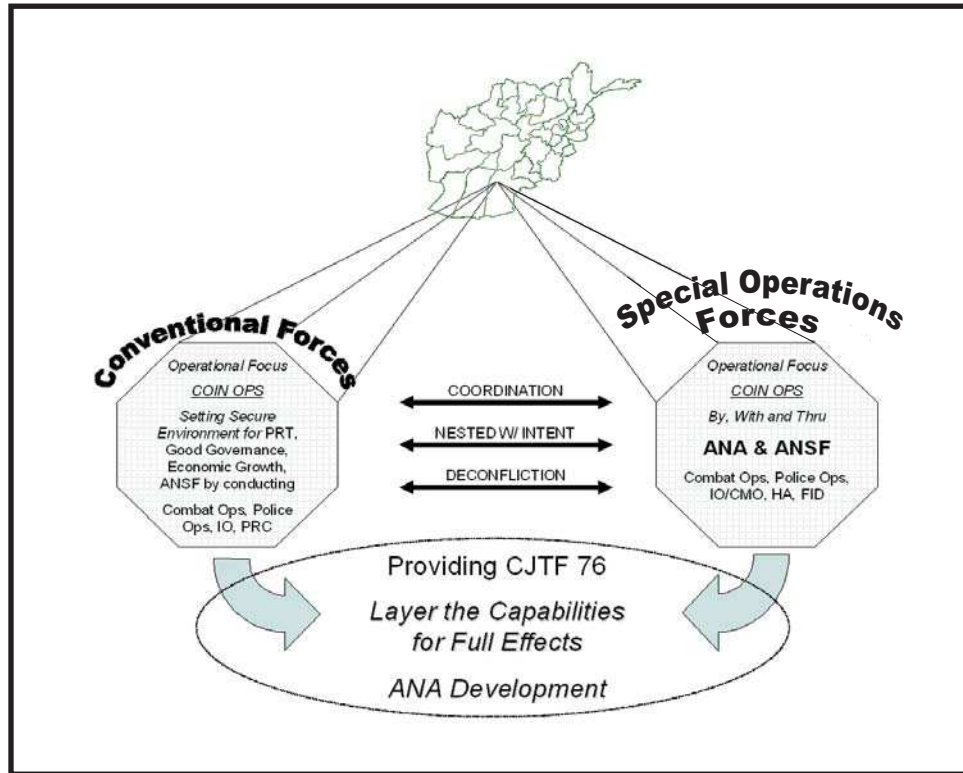 Conventional Forces
Operational Focus
COIN OPS
Setting Secure
Environment for PRT,
Good Governance,
Economic Growth,
ANSF by conducting
Combat Ops, Police
Ops, IO, PRC
COORDINATION
NESTED W/ INTENT
DECONFLICTION
Special Operations
Forces
Operational Focus
COIN OPS
By, With and Thru
ANA & ANSF
Combat Ops, Police Ops,
IO/CMO, HA, FID
Providing CJTF 76
Layer the Capabilities
for Full Effects
ANA Development